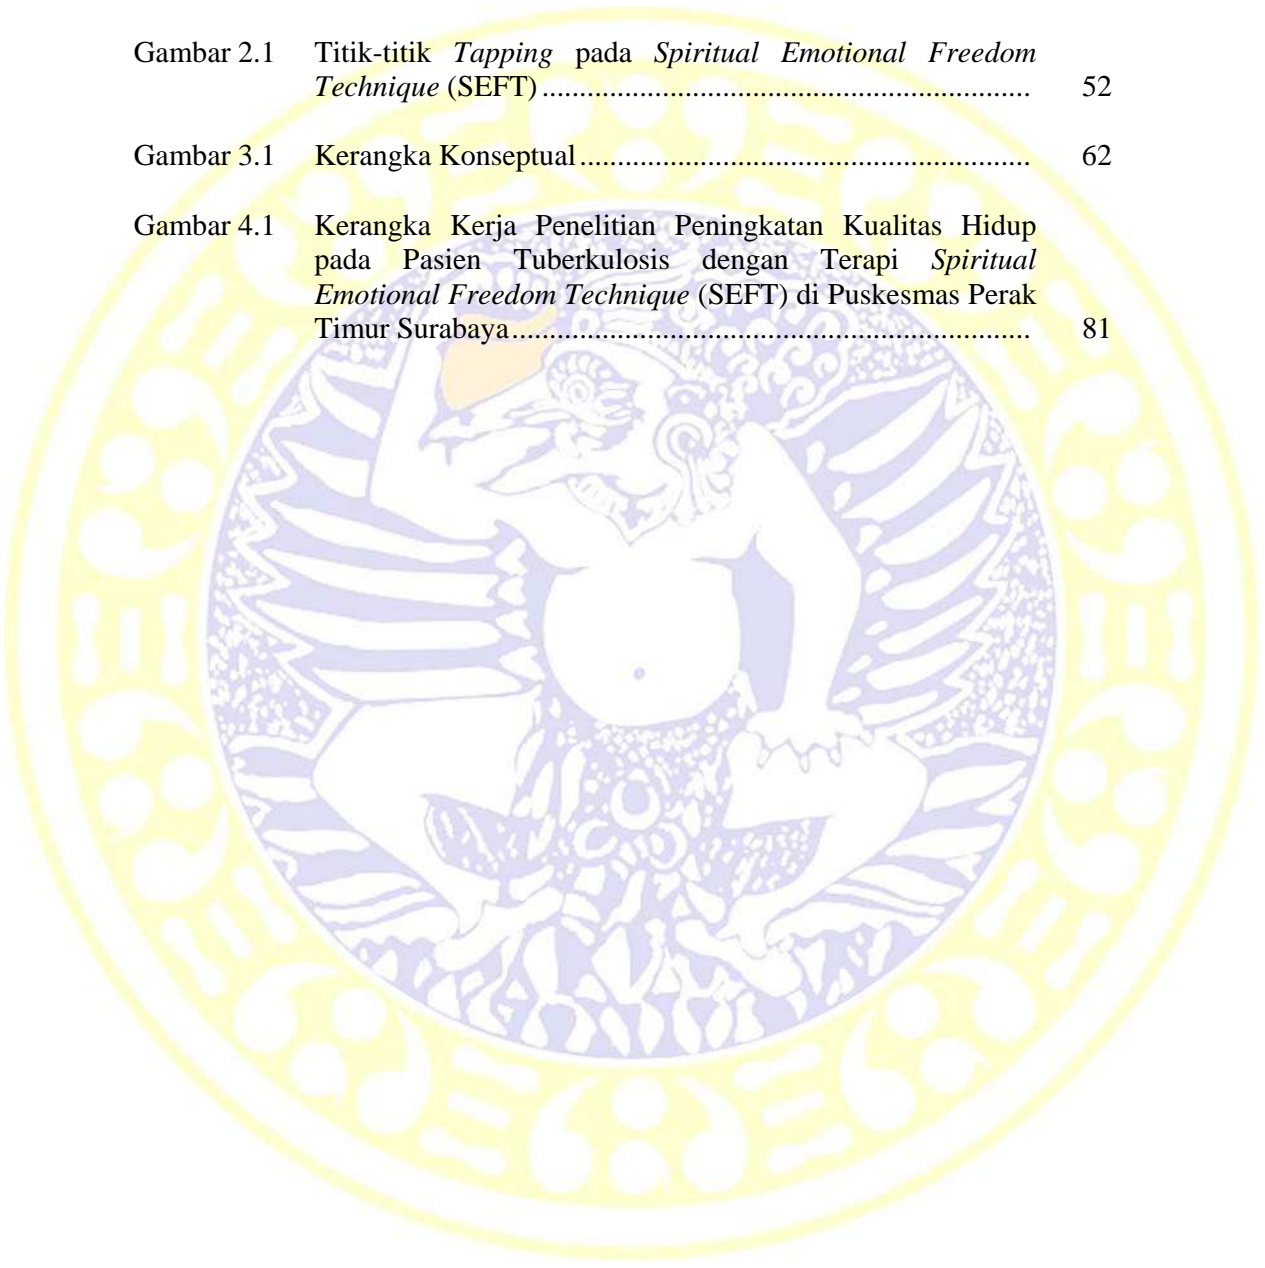 Gambar 2.1 Titik-titik Tapping pada Spiritual Emotional Freedom
Technique (SEFT)................................................................. 52
Gambar 3.1 Kerangka Konseptual............................................................ 62
Gambar 4.1 Kerangka Kerja Penelitian Peningkatan Kualitas Hidup
pada Pasien Tuberkulosis dengan Terapi Spiritual
Emotional Freedom Technique (SEFT) di Puskesmas Perak
Timur Surabaya..................................................................... 81